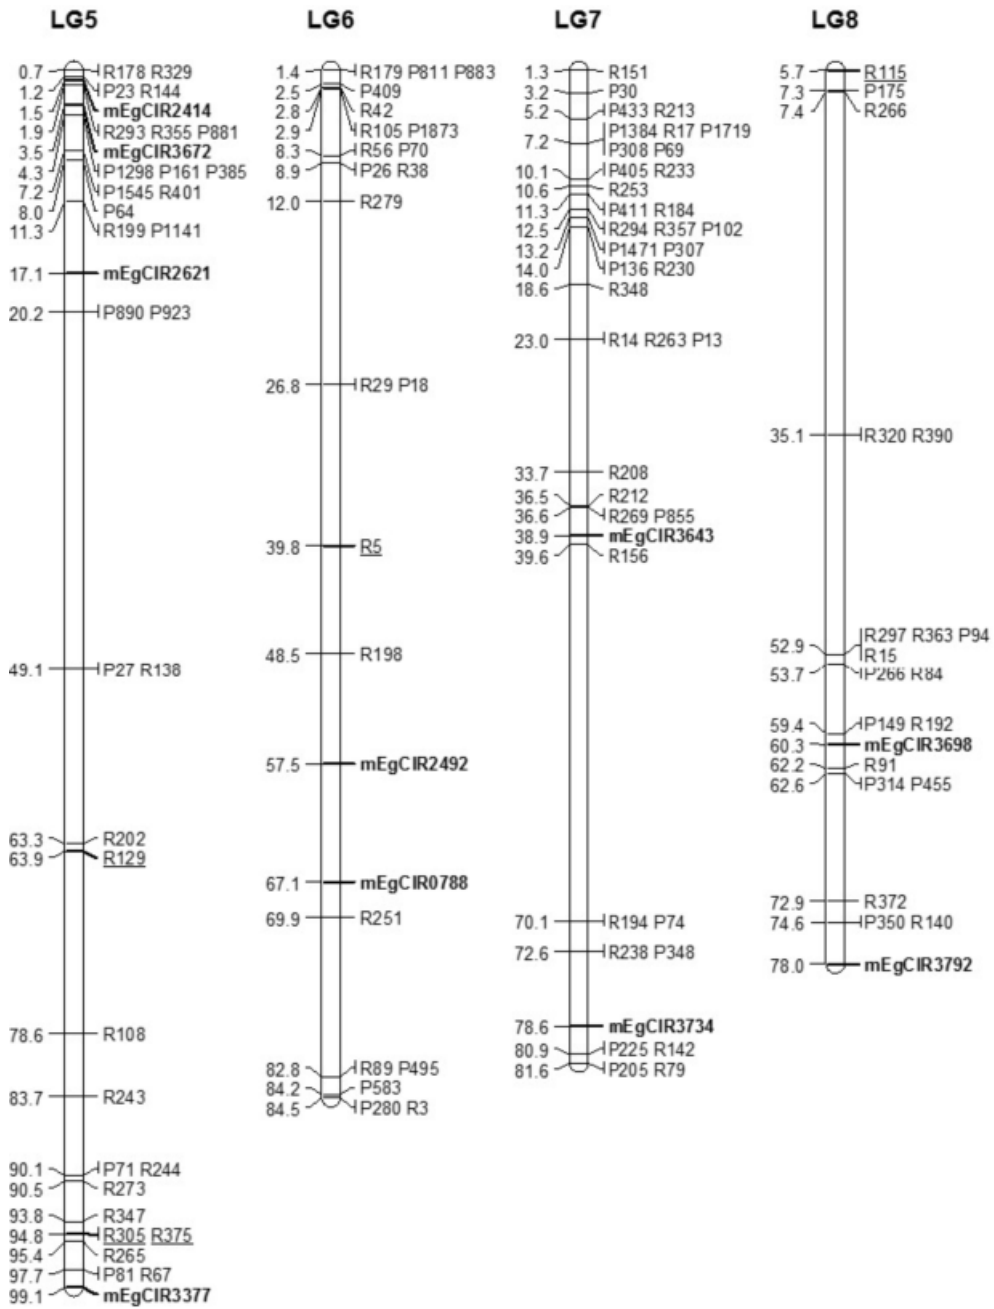 LG5
0.7 R178 R329
1.2 P23 R144
1.5 mEgCIR2414
1.9 R293 R355 P881
3.5 mEgCIR3672
4.3 P1298 P161 P385
7.2 P1545 R401
8.0 P64
11.3 R199 P1141
17.1 mEgCIR2621
20.2 P890 P923
49.1 P27 R138
63.3 R202
63.9 R129
78.6 R108
83.7 R243
90.1 P71 R244
90.5 R273
93.8 R347
94.8 R305 R375
95.4 R265
97.7 P81 R67
99.1 mEgCIR3377
LG6
1.4 R179 P811 P883
2.5 P409
2.8 R42
2.9 R105 P1873
8.3 R56 P70
8.9 P26 R38
12.0 R279
26.8 R29 P18
39.8 R5
48.5 R198
57.5 mEgCIR2492
67.1 mEgCIR0788
69.9 R251
82.8 R89 P495
84.2 P583
84.5 P280 R3
LG7
1.3 R151
3.2 P30
5.2 P433 R213
7.2 P1384 R17 P1719
P308 P69
10.1 P405 R233
10.6 R253
11.3 P411 R184
12.5 R294 R357 P102
13.2 P1471 P307
14.0 P136 R230
18.6 R348
23.0 R14 R263 P13
33.7 R208
36.5 R212
36.6 R269 P855
38.9 mEgCIR3643
39.6 R156
70.1 R194 P74
72.6 R238 P348
78.6 mEgCIR3734
80.9 P225 R142
81.6 P205 R79
LG8
5.7 R115
7.3 P175
7.4 R266
35.1 R320 R390
52.9 R297 R363 P94
R15
53.7 P266 R84
59.4 P149 R192
60.3 mEgCIR3698
62.2 R91
62.6 P314 P455
72.9 R372
74.6 P350 R140
78.0 mEgCIR3792